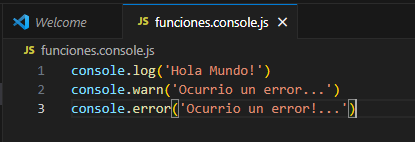 Welcome JS funciones.console.js
JS funciones.console.js
1 console.log('Hola Mundo!')
2 console.warn('Ocurrio un error...')
3 console.error('Ocurrio un error!...')